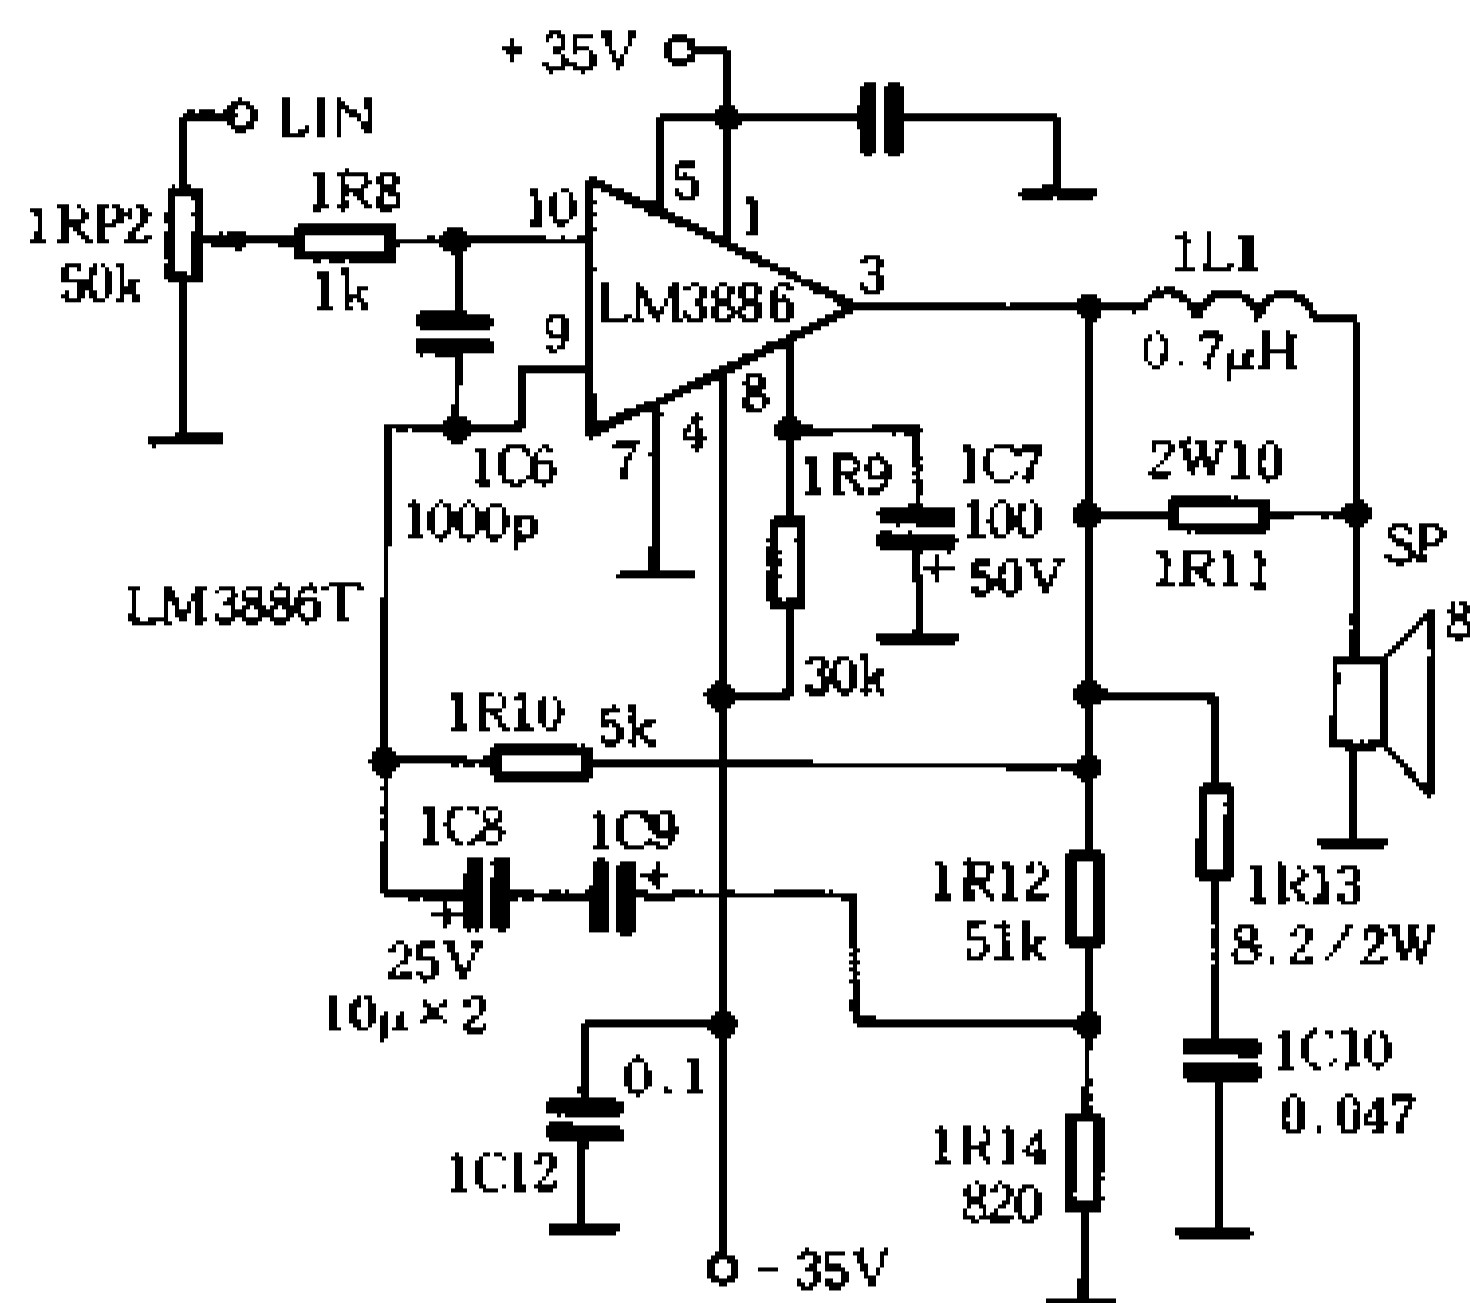 + 35V
LIN
1R8
1RP2
50k
1k
10
5
1
LM3886
3
9
1L1
0.7μH
8
4
7
1C6
1000p
1R9
1C7
100
50V
+
2W10
1R11
SP
8
LM3886T
30k
1R10
5k
1C8
1C9
+
+
25V
10μ×2
1R12
51k
1R13
8.2/2W
0.1
1C12
1C10
0.047
1R14
820
- 35V